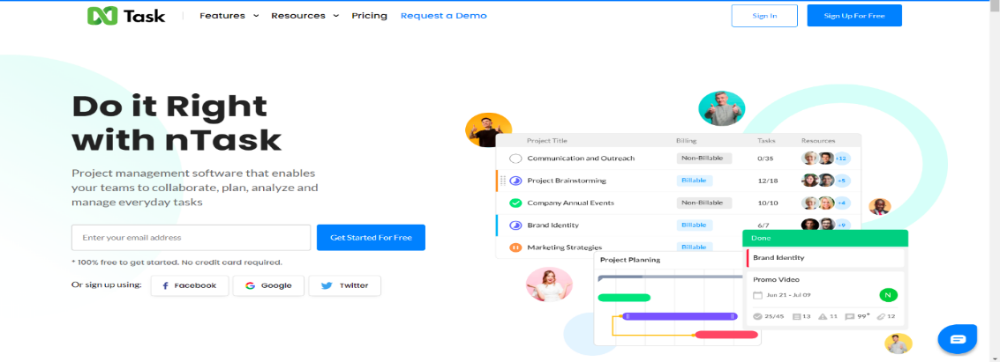 Task
Features
Resources
Pricing
Request a Demo
Sign In
Sign Up For Free
Do it Right
with nTask
Project management software that enables
your teams to collaborate, plan, analyze and
manage everyday tasks
Enter your email address
Get Started For Free
* 100% free to get started. No credit card required.
Or sign up using:
Facebook
Google
Twitter
Project Title Billing Tasks Resources
Communication and Outreach Non-Billable 0/35 +12
Project Brainstorming Billable 12/18 +5
Company Annual Events Non-Billable 10/10 +4
Brand Identity Billable 6/7 +9
Marketing Strategies Billable
Project Planning
Done
Brand Identity
Promo Video
Jun 21 - Jul 09
N
25/45 13 11 99+ 12